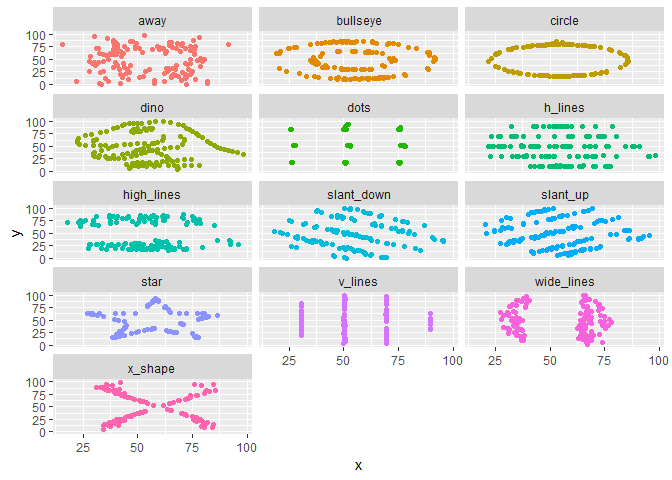 away bullseye circle
100
75
50
25
0
dino dots h_lines
100
75
50
25
0
high_lines slant_down slant_up
100
75
50
25
0
y
star v_lines wide_lines
100
75
50
25
0
25 50 75 100 25 50 75 100
x_shape
100
75
50
25
0
25 50 75 100
x